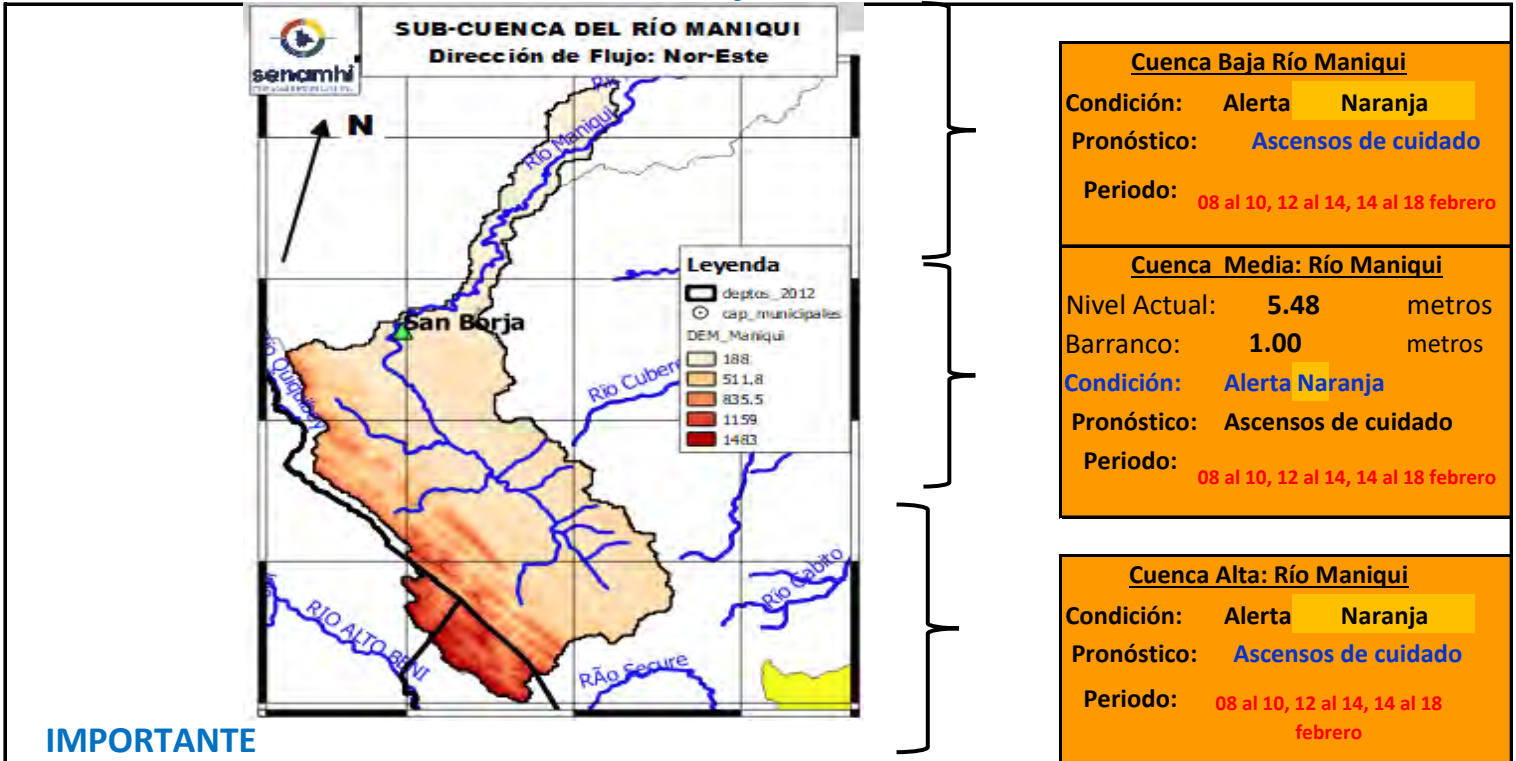 SUB-CUENCA DEL RÍO MANIQUI
Dirección de Flujo: Nor-Este
senamhi
N
Río Maniqui
San Borja
Río Quiquibey
Leyenda
deptos_2012
cap_municipales
DEM_Maniqui
188
511,8
835.5
1159
1483
Río Cabito
RIO ALTO BENI
RÃo Secure
Cuenca Baja Río Maniqui
Condición: Alerta Naranja
Pronóstico: Ascensos de cuidado
Periodo: 08 al 10, 12 al 14, 14 al 18 febrero
Cuenca Media: Río Maniqui
Nivel Actual: 5.48 metros
Barranco: 1.00 metros
Condición: Alerta Naranja
Pronóstico: Ascensos de cuidado
Periodo: 08 al 10, 12 al 14, 14 al 18 febrero
Cuenca Alta: Río Maniqui
Condición: Alerta Naranja
Pronóstico: Ascensos de cuidado
Periodo: 08 al 10, 12 al 14, 14 al 18
febrero
IMPORTANTE